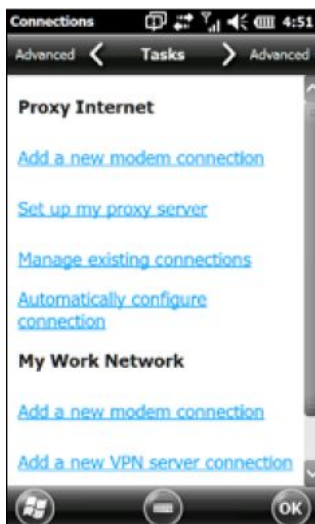 Connections 4:51
Advanced Tasks Advanced
Proxy Internet
Add a new modem connection
Set up my proxy server
Manage existing connections
Automatically configure
connection
My Work Network
Add a new modem connection
Add a new VPN server connection
OK